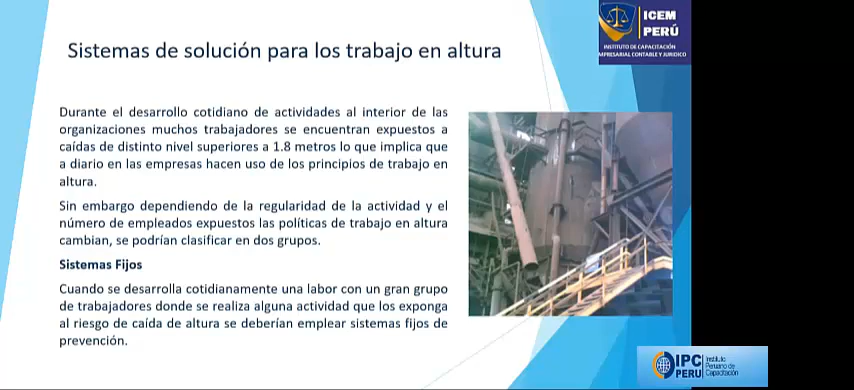 ICEM
PERÚ
INSTITUTO DE CAPACITACIÓN
EMPRESARIAL CONTABLE Y JURIDICO
Sistemas de solución para los trabajo en altura
Durante el desarrollo cotidiano de actividades al interior de las
organizaciones muchos trabajadores se encuentran expuestos a
caídas de distinto nivel superiores a 1.8 metros lo que implica que
a diario en las empresas hacen uso de los principios de trabajo en
altura.
Sin embargo dependiendo de la regularidad de la actividad y el
número de empleados expuestos las políticas de trabajo en altura
cambian, se podrían clasificar en dos grupos.
Sistemas Fijos
Cuando se desarrolla cotidianamente una labor con un gran grupo
de trabajadores donde se realiza alguna actividad que los exponga
al riesgo de caída de altura se deberían emplear sistemas fijos de
prevención.
IPC
PERU
Instituto
Peruano de
Capacitación